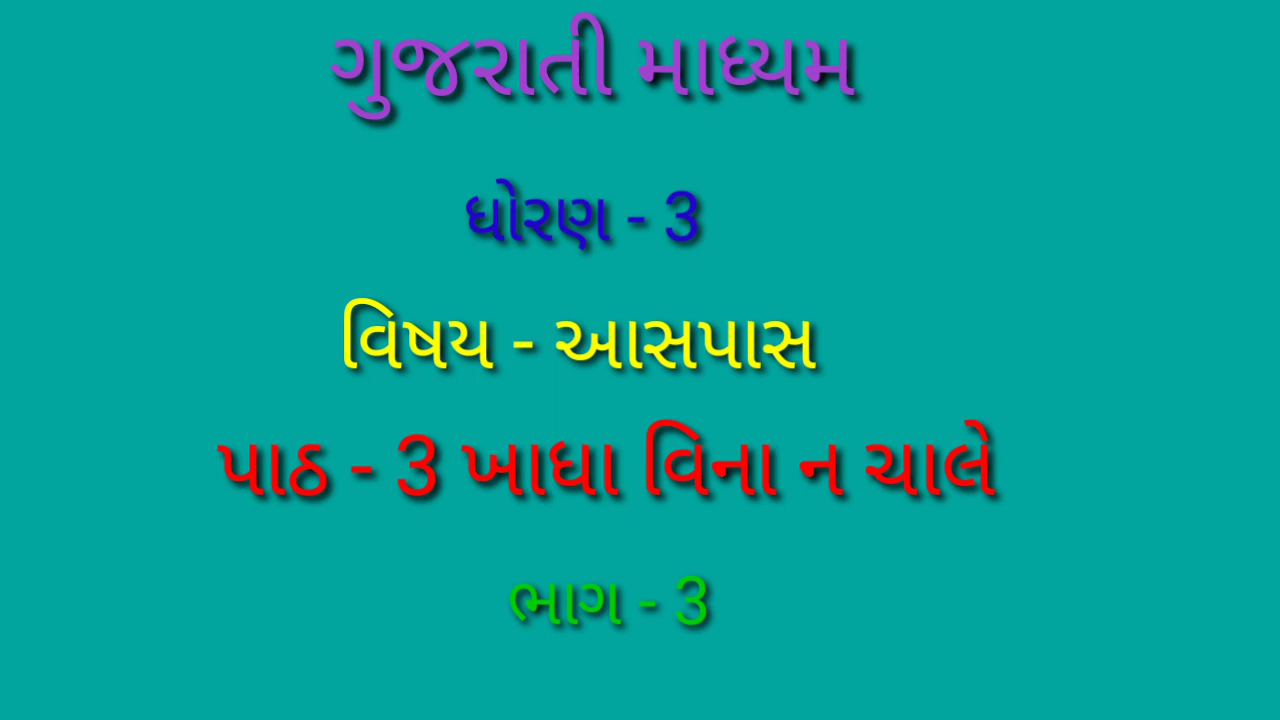 ગુજરાતી માધ્યમ
ધોરણ - 3
વિષય - આસપાસ
પાઠ - 3 ખાધા વિના ન ચાલે
ભાગ - 3